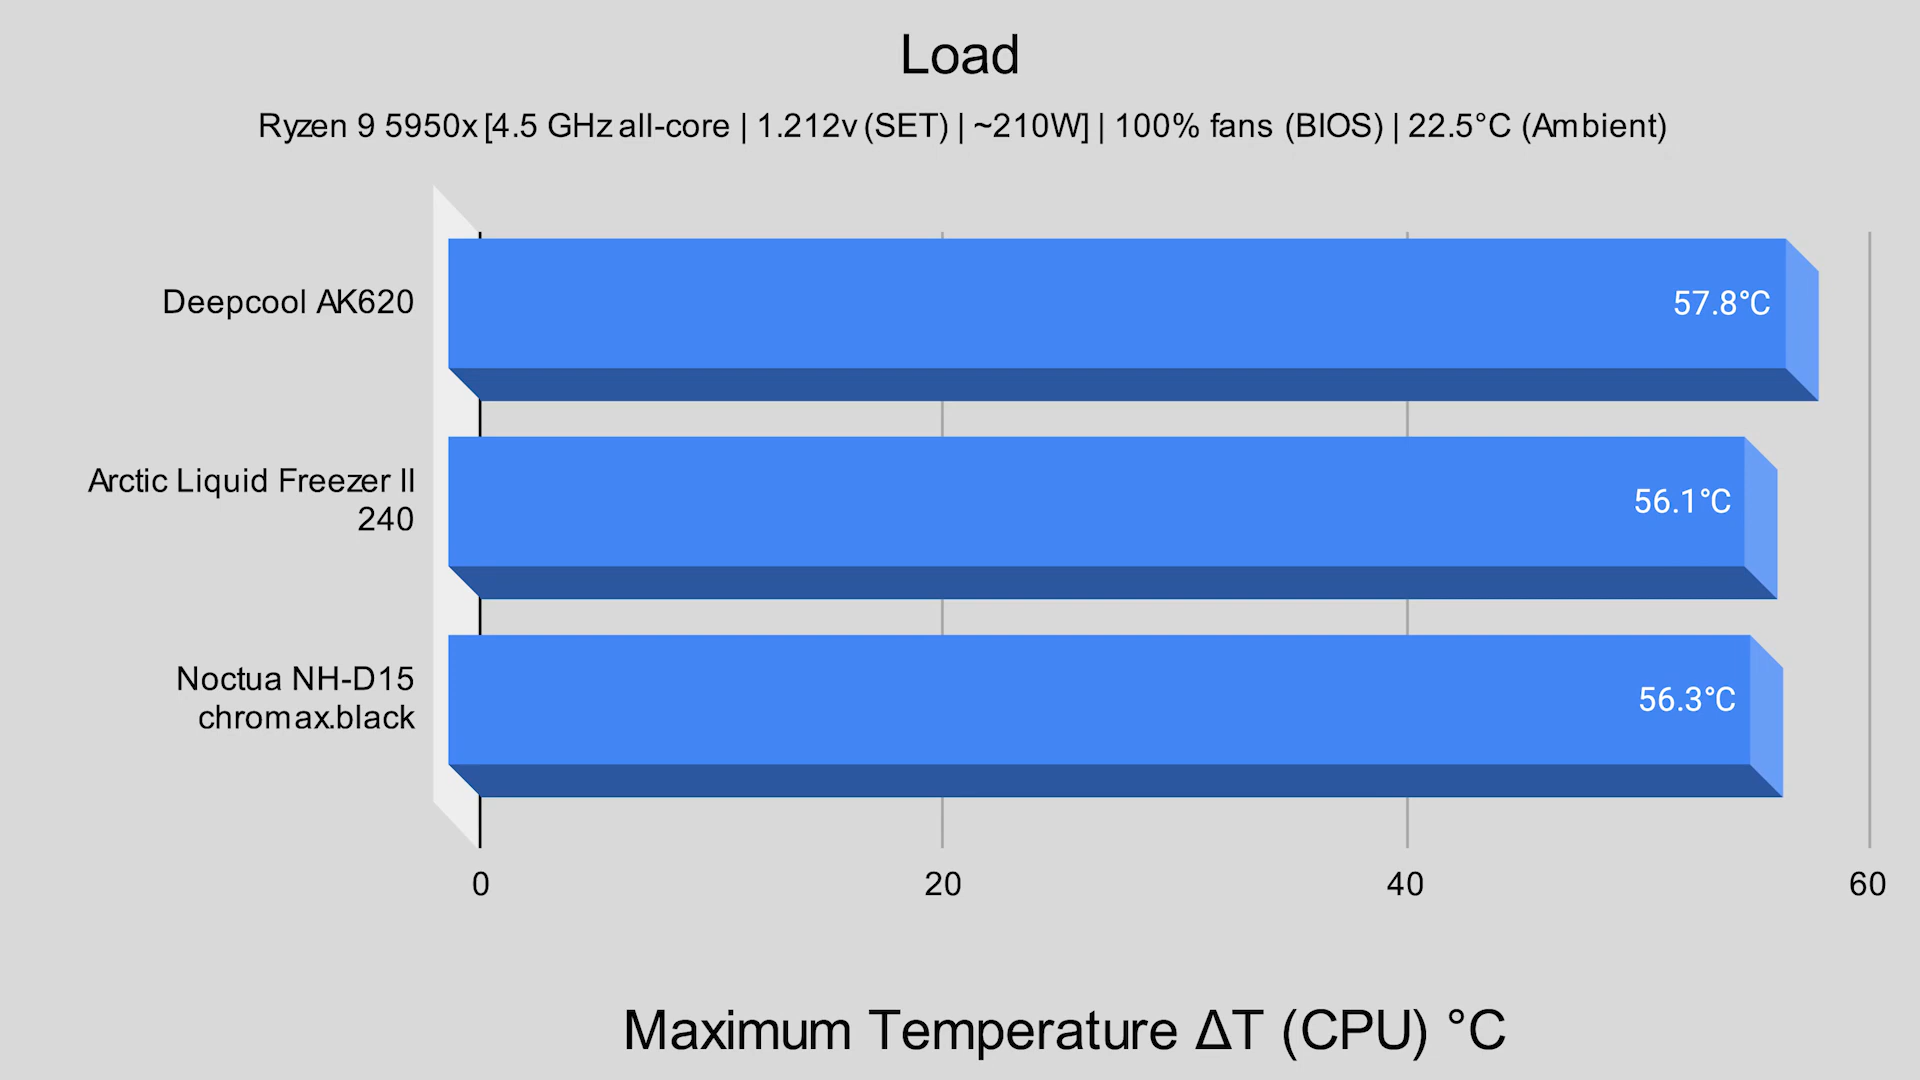 Load
Ryzen 9 5950x [4.5 GHz all-core | 1.212v (SET) | ~210W] | 100% fans (BIOS) | 22.5°C (Ambient)
Deepcool AK620
57.8°C
Arctic Liquid Freezer II
240
56.1°C
Noctua NH-D15
chromax.black
56.3°C
0 20 40 60
Maximum Temperature ΔT (CPU) °C